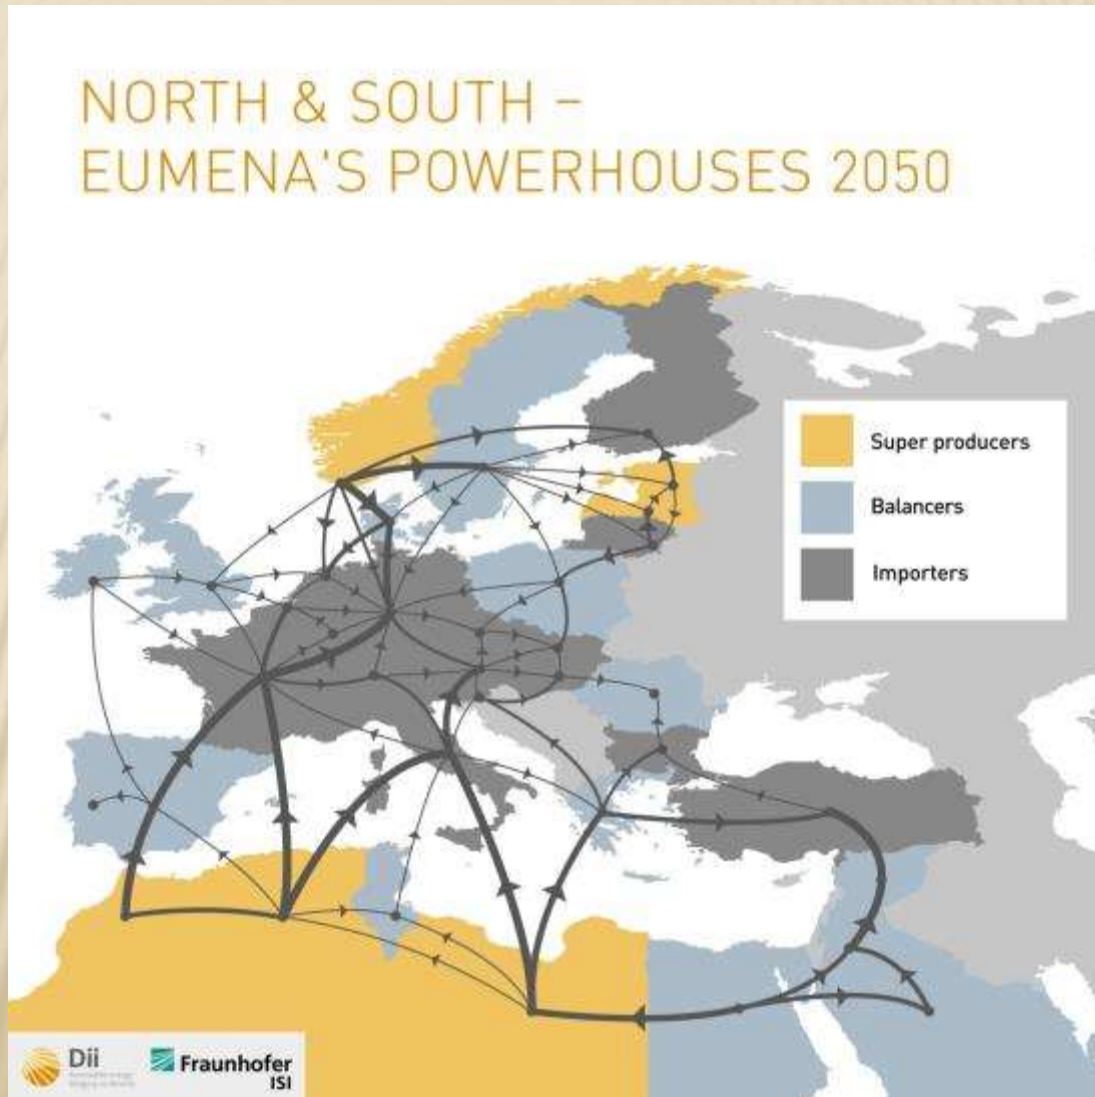 NORTH & SOUTH –
EUMENA'S POWERHOUSES 2050
Super producers
Balancers
Importers
Dii
Fraunhofer
ISI